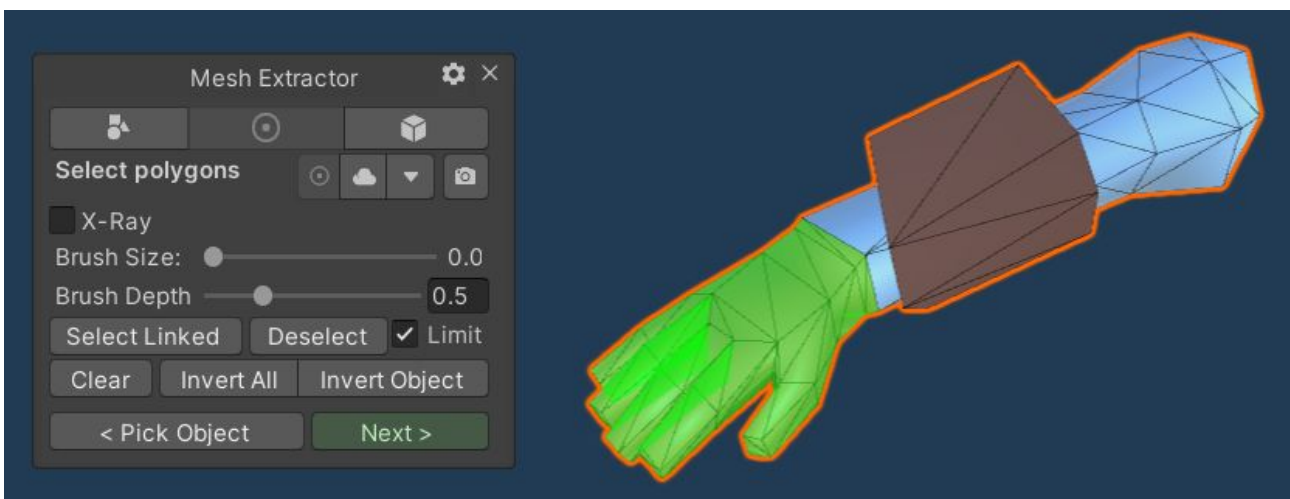 Mesh Extractor
Select polygons
X-Ray
Brush Size: 0.0
Brush Depth 0.5
Select Linked Deselect Limit
Clear Invert All Invert Object
< Pick Object Next >